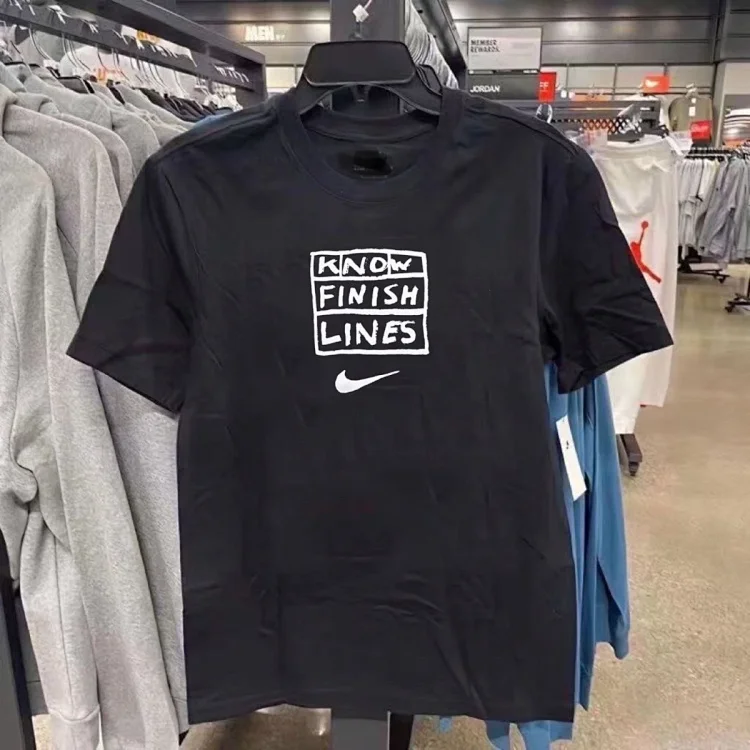 MEN
MEMBER
REWARDS.
JORDAN
KNOW
FINISH
LINES